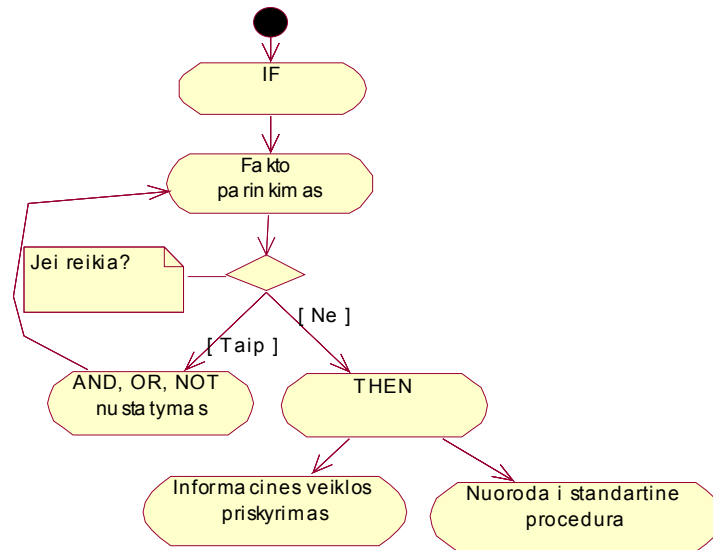 IF
Fakto
parinkimas
Jei reikia?
[ Ne ]
[ Taip ]
AND, OR, NOT
nustatymas
THEN
Informacines veiklos
priskyrimas
Nuoroda i standartine
procedura